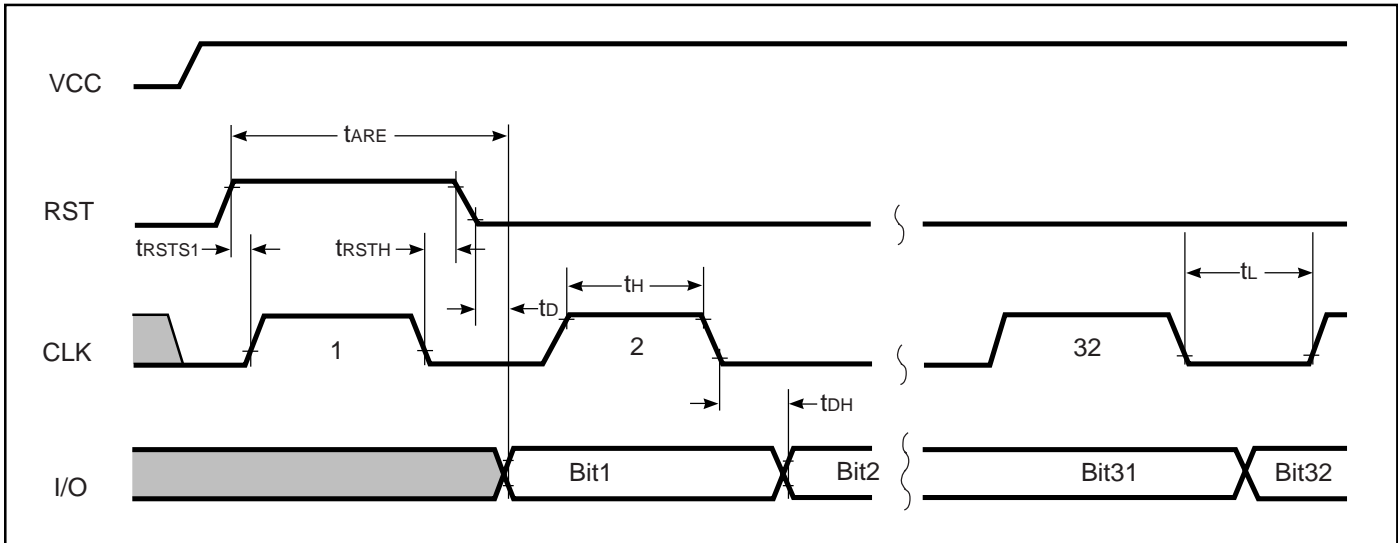 VCC
tARE
RST
tRSTS1
tRSTH
tH
tL
tD
CLK
1
2
32
tDH
I/O
Bit1
Bit2
Bit31
Bit32